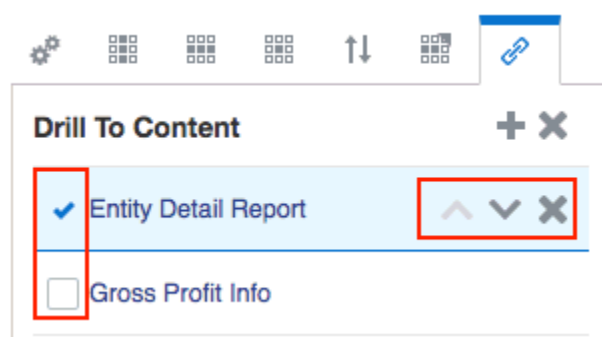 Drill To Content
Entity Detail Report
Gross Profit Info